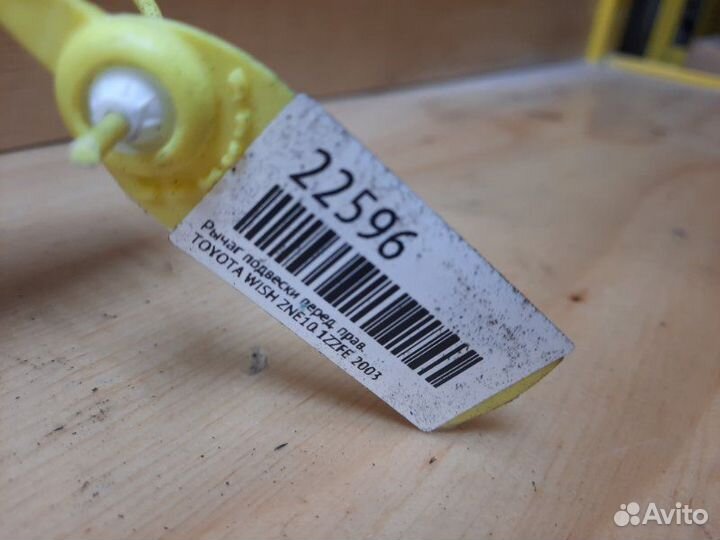 22596
Рычаг подвески перед. прав.
TOYOTA WISH ZNE10 1ZZFE 2003
Avito